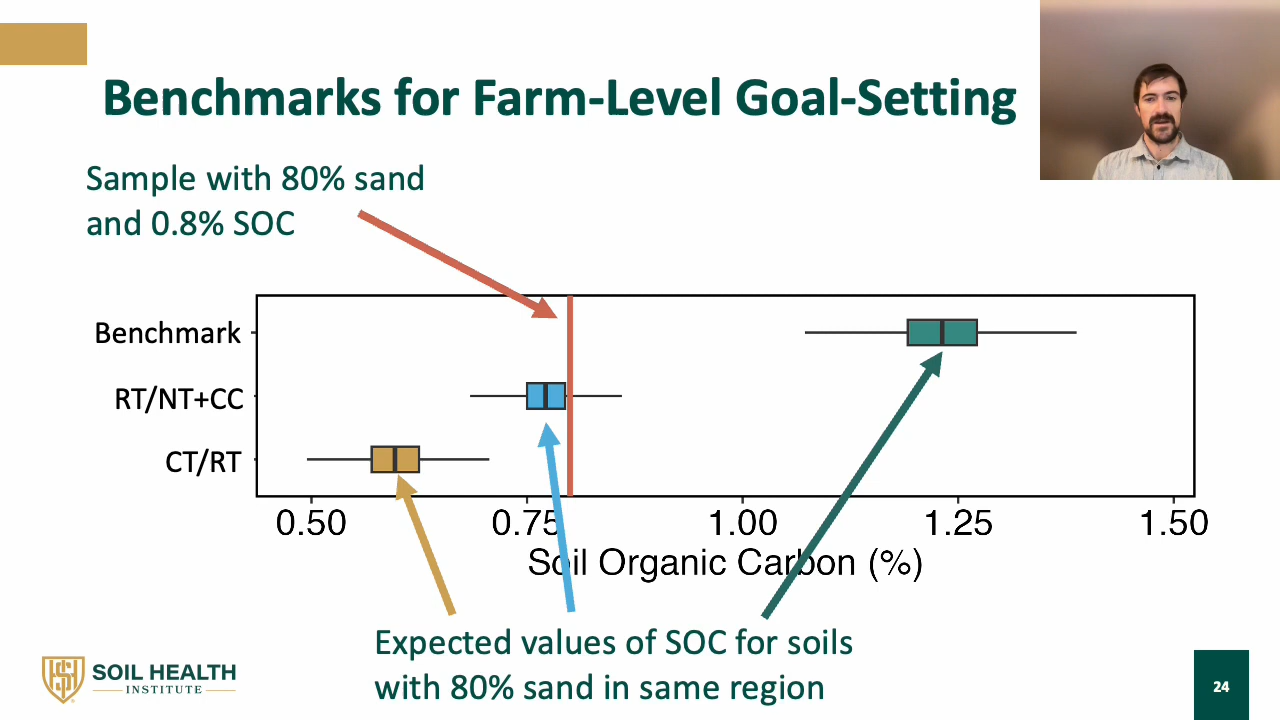 Benchmarks for Farm-Level Goal-Setting
Sample with 80% sand
and 0.8% SOC
Benchmark
RT/NT+CC
CT/RT
0.50 0.75 1.00 1.25 1.50
Soil Organic Carbon (%)
Expected values of SOC for soils
with 80% sand in same region
SOIL HEALTH
INSTITUTE
24